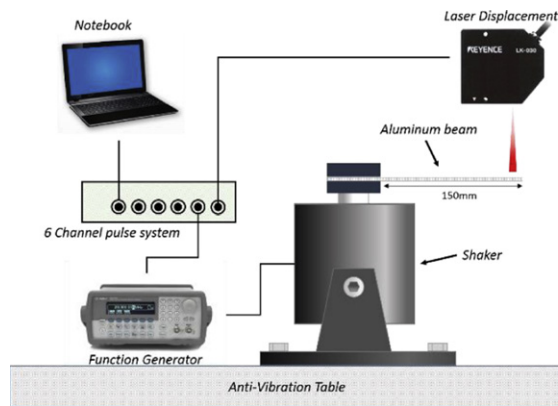 Notebook
Laser Displacement
KEYENCE
Aluminum beam
150mm
6 Channel pulse system
Shaker
Function Generator
Anti-Vibration Table